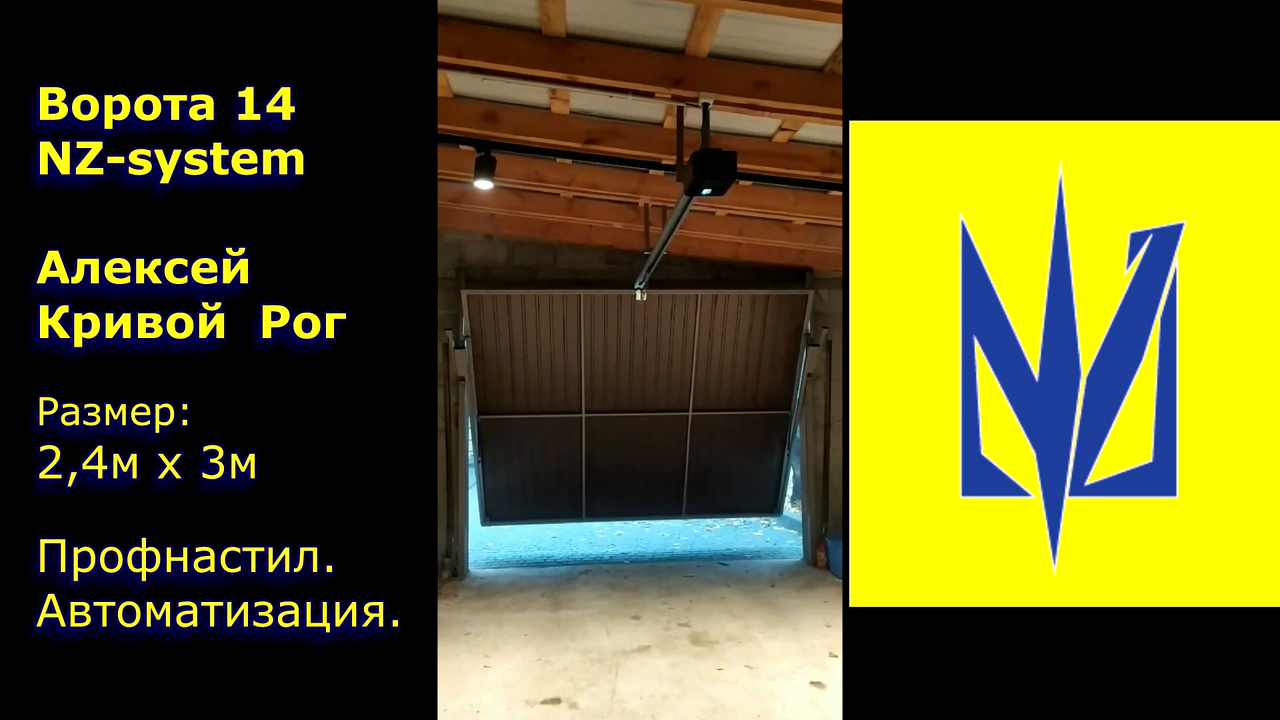 Ворота 14
NZ-system
Алексей
Кривой Рог
Размер:
2,4м х 3м
Профнастил.
Автоматизация.